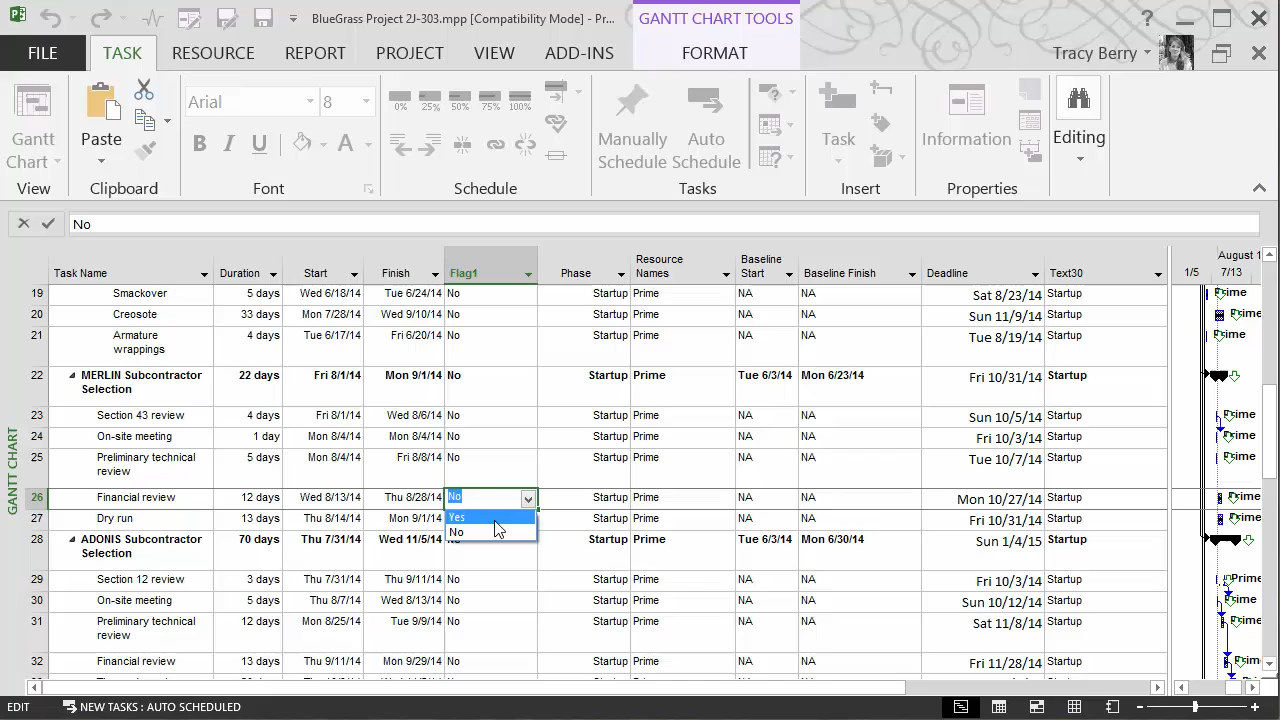 BlueGrass Project 2J-303.mpp [Compatibility Mode] - Pr...
GANTT CHART TOOLS
FILE TASK RESOURCE REPORT PROJECT VIEW ADD-INS FORMAT Tracy Berry
Gantt Chart
Paste
Arial 8
B I U A
0% 25% 50% 75% 100%
Manually Schedule
Auto Schedule
Task
Information
Editing
View Clipboard Font Schedule Tasks Insert Properties
No
Task Name Duration Start Finish Flag1 Phase Resource Names Baseline Start Baseline Finish Deadline Text30 1/5 August 1 7/13
19 Smackover 5 days Wed 6/18/14 Tue 6/24/14 No Startup Prime NA NA Sat 8/23/14 Startup Prime
20 Creosote 33 days Mon 7/28/14 Wed 9/10/14 No Startup Prime NA NA Sun 11/9/14 Startup Prime
21 Armature wrappings 4 days Tue 6/17/14 Fri 6/20/14 No Startup Prime NA NA Tue 8/19/14 Startup Prime
22 MERLIN Subcontractor Selection 22 days Fri 8/1/14 Mon 9/1/14 No Startup Prime Tue 6/3/14 Mon 6/23/14 Fri 10/31/14 Startup
23 Section 43 review 4 days Fri 8/1/14 Wed 8/6/14 No Startup Prime NA NA Sun 10/5/14 Startup Prime
24 On-site meeting 1 day Mon 8/4/14 Mon 8/4/14 No Startup Prime NA NA Fri 10/3/14 Startup Prime
25 Preliminary technical review 5 days Mon 8/4/14 Fri 8/8/14 No Startup Prime NA NA Tue 10/7/14 Startup Prime
26 Financial review 12 days Wed 8/13/14 Thu 8/28/14 No Startup Prime NA NA Mon 10/27/14 Startup Prime
27 Dry run 13 days Thu 8/14/14 Mon 9/1/14 Yes Startup Prime NA NA Fri 10/31/14 Startup Prime
No
28 ADONIS Subcontractor Selection 70 days Thu 7/31/14 Wed 11/5/14 Startup Prime Tue 6/3/14 Mon 6/30/14 Sun 1/4/15 Startup
29 Section 12 review 3 days Thu 7/31/14 Thu 9/11/14 No Startup Prime NA NA Fri 10/3/14 Startup Prime
30 On-site meeting 5 days Thu 8/7/14 Wed 8/13/14 No Startup Prime NA NA Sun 10/12/14 Startup Prime
31 Preliminary technical review 12 days Mon 8/25/14 Tue 9/9/14 No Startup Prime NA NA Sat 11/8/14 Startup Prime
32 Financial review 13 days Thu 9/11/14 Mon 9/29/14 No Startup Prime NA NA Fri 11/28/14 Startup Prime
GANTT CHART
EDIT NEW TASKS : AUTO SCHEDULED